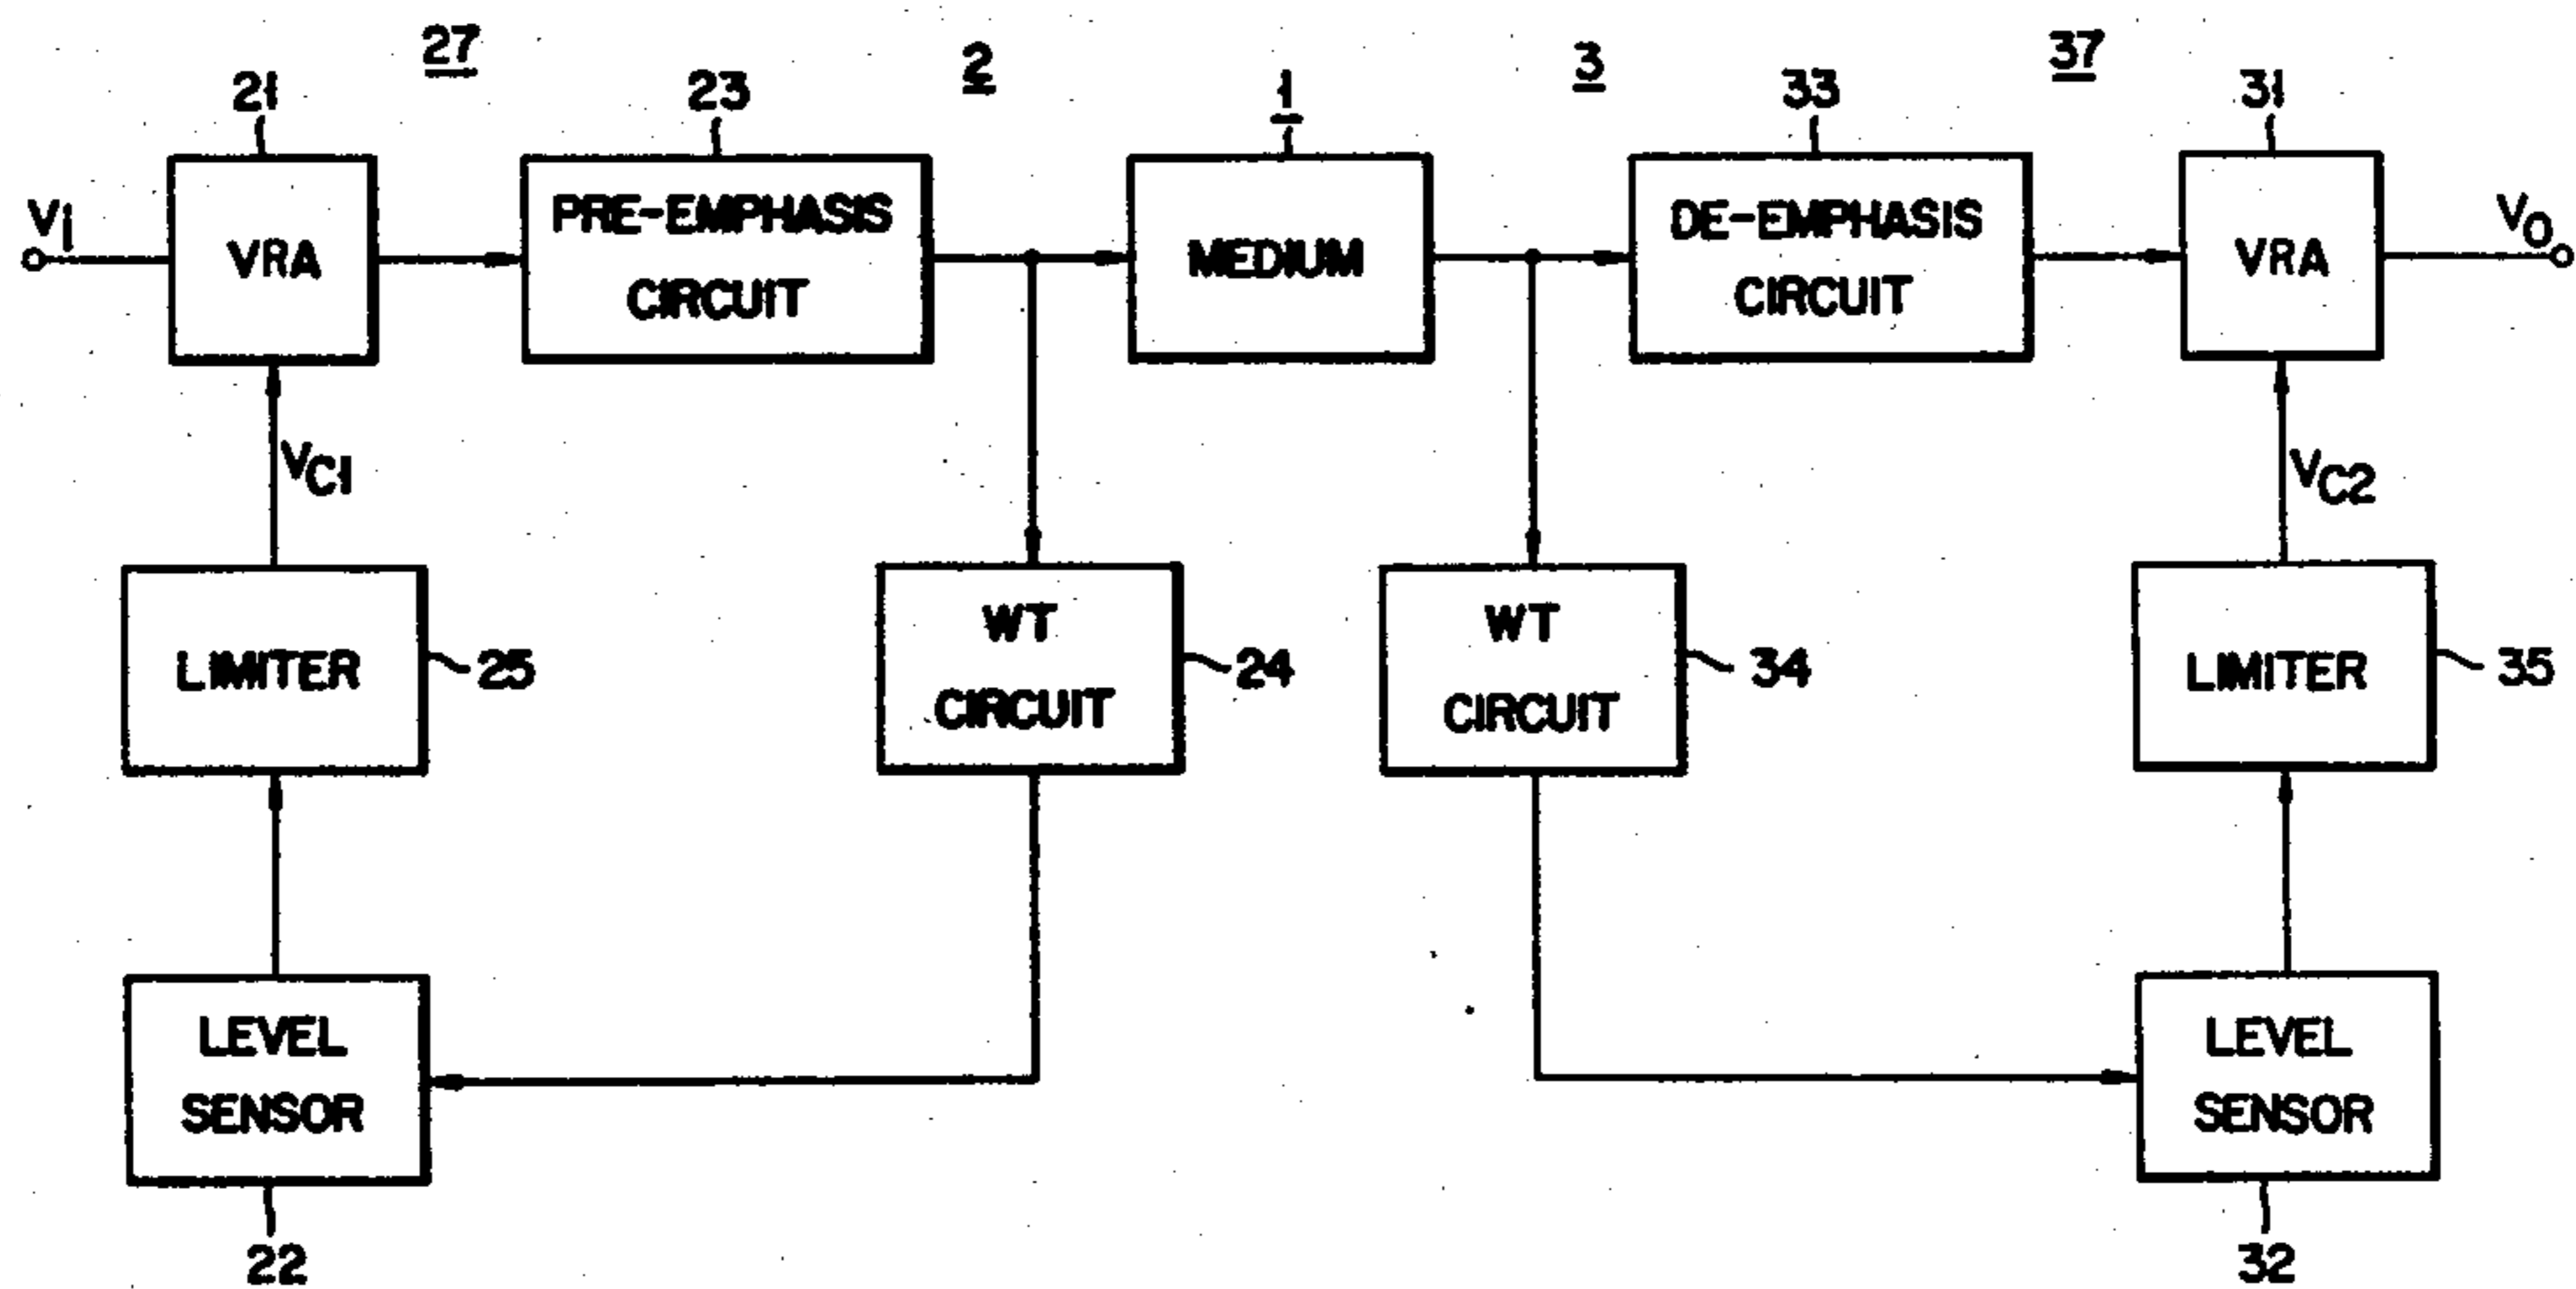 27
2
3
37
21
23
1
33
31
Vi
VRA
PRE-EMPHASIS
CIRCUIT
MEDIUM
DE-EMPHASIS
CIRCUIT
VRA
VO
VC1
VC2
LIMITER
25
WT
CIRCUIT
24
WT
CIRCUIT
34
LIMITER
35
LEVEL
SENSOR
LEVEL
SENSOR
22
32